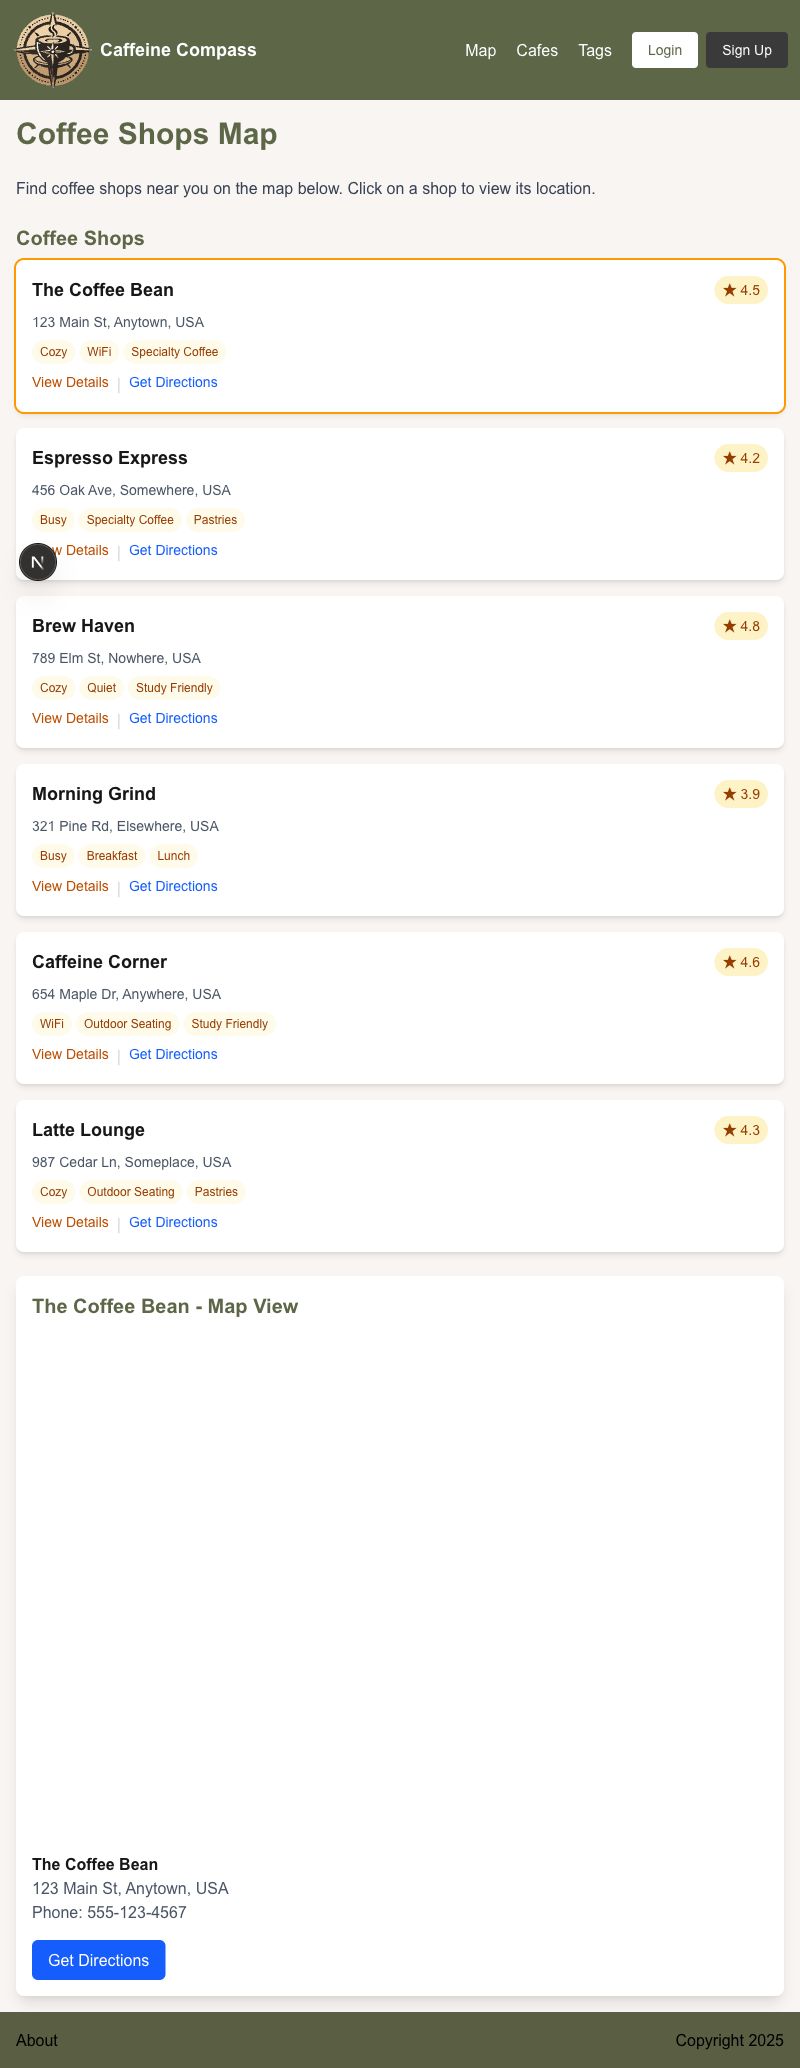 Caffeine Compass
Map Cafes Tags Login Sign Up
Coffee Shops Map
Find coffee shops near you on the map below. Click on a shop to view its location.
Coffee Shops
The Coffee Bean ★ 4.5
123 Main St, Anytown, USA
Cozy WiFi Specialty Coffee
View Details | Get Directions
Espresso Express ★ 4.2
456 Oak Ave, Somewhere, USA
Busy Specialty Coffee Pastries
N w Details | Get Directions
Brew Haven ★ 4.8
789 Elm St, Nowhere, USA
Cozy Quiet Study Friendly
View Details | Get Directions
Morning Grind ★ 3.9
321 Pine Rd, Elsewhere, USA
Busy Breakfast Lunch
View Details | Get Directions
Caffeine Corner ★ 4.6
654 Maple Dr, Anywhere, USA
WiFi Outdoor Seating Study Friendly
View Details | Get Directions
Latte Lounge ★ 4.3
987 Cedar Ln, Someplace, USA
Cozy Outdoor Seating Pastries
View Details | Get Directions
The Coffee Bean - Map View
The Coffee Bean
123 Main St, Anytown, USA
Phone: 555-123-4567
Get Directions
About Copyright 2025